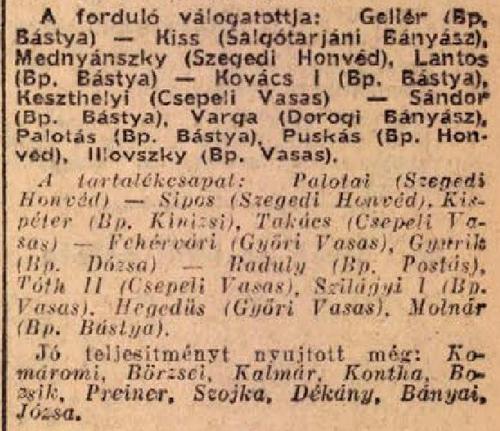 A forduló válogatottja: Gellér (Bp.
Bástya) — Kiss (Salgótarjáni Bányász),
Mednyánszky (Szegedi Honvéd), Lantos
(Bp. Bástya) — Kovács I (Bp. Bástya),
Keszthelyi (Csepeli Vasas) — Sándor
(Bp. Bástya), Varga (Dorogi Bányász),
Palotás (Bp. Bástya), Puskás (Bp. Hon-
véd), Illovszky (Bp. Vasas).
A tartalékcsapat: Palotai (Szegedi
Honvéd) — Sipos (Szegedi Honvéd), Kis-
péter (Bp. Kinizsi), Takács (Csepeli Va-
sas) — Fehérvári (Győri Vasas), Gyurik
(Bp. Dózsa) — Raduly (Bp. Postás),
Tóth II (Csepeli Vasas), Szilágyi I (Bp.
Vasas), Hegedüs (Győri Vasas), Molnár
(Bp. Bástya).
Jó teljesítményt nyujtott még: Ko-
máromi, Börzsei, Kalmár, Kontha, Bo-
zsik, Preiner, Szojka, Dékány, Bányai,
Józsa.